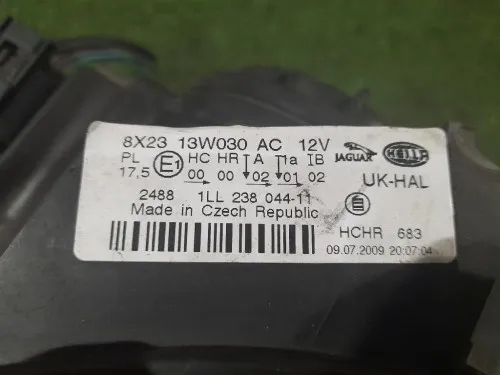 8X23 13W030 AC 12V
JAGUAR HELLA
PL E1 HC HR A 1a IB
17,5 00 00 02 01 02
UK-HAL
2488 1LL 238 044-11
Made in Czech Republic
HCHR 683
09.07.2009 20:07:04